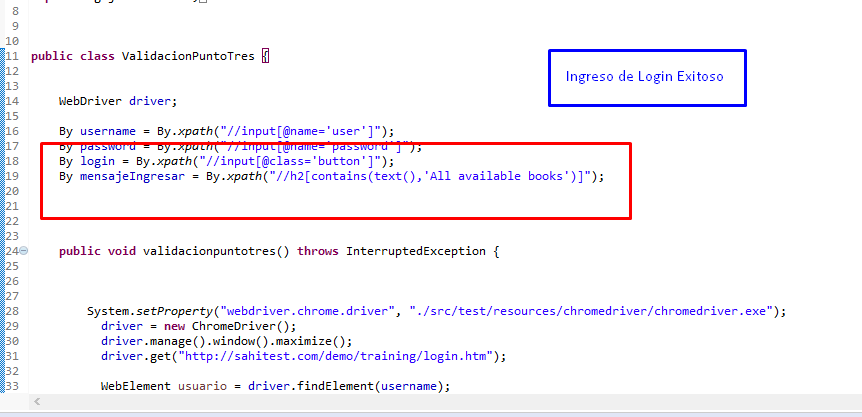 8
9
10
11 public class ValidacionPuntoTres {
12
13
14 WebDriver driver;
15
16 By username = By.xpath("//input[@name='user']");
17 By password = By.xpath("//input[@name='password']");
18 By login = By.xpath("//input[@class='button']");
19 By mensajeIngresar = By.xpath("//h2[contains(text(),'All available books')]");
20
21
22
23
24 public void validacionpuntotres() throws InterruptedException {
25
26
27
28 System.setProperty("webdriver.chrome.driver", "./src/test/resources/chromedriver/chromedriver.exe");
29 driver = new ChromeDriver();
30 driver.manage().window().maximize();
31 driver.get("http://sahitest.com/demo/training/login.htm");
32
33 WebElement usuario = driver.findElement(username);
Ingreso de Login Exitoso